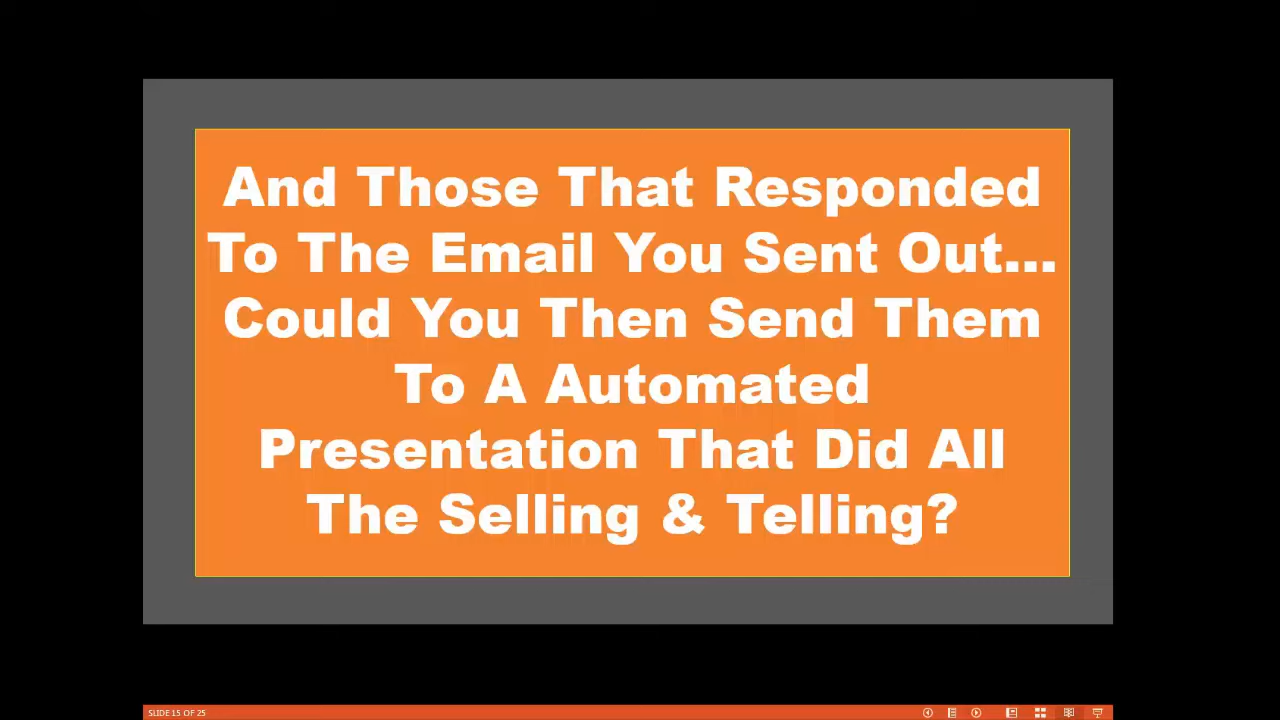 And Those That Responded
To The Email You Sent Out...
Could You Then Send Them
To A Automated
Presentation That Did All
The Selling & Telling?
SLIDE 15 OF 25